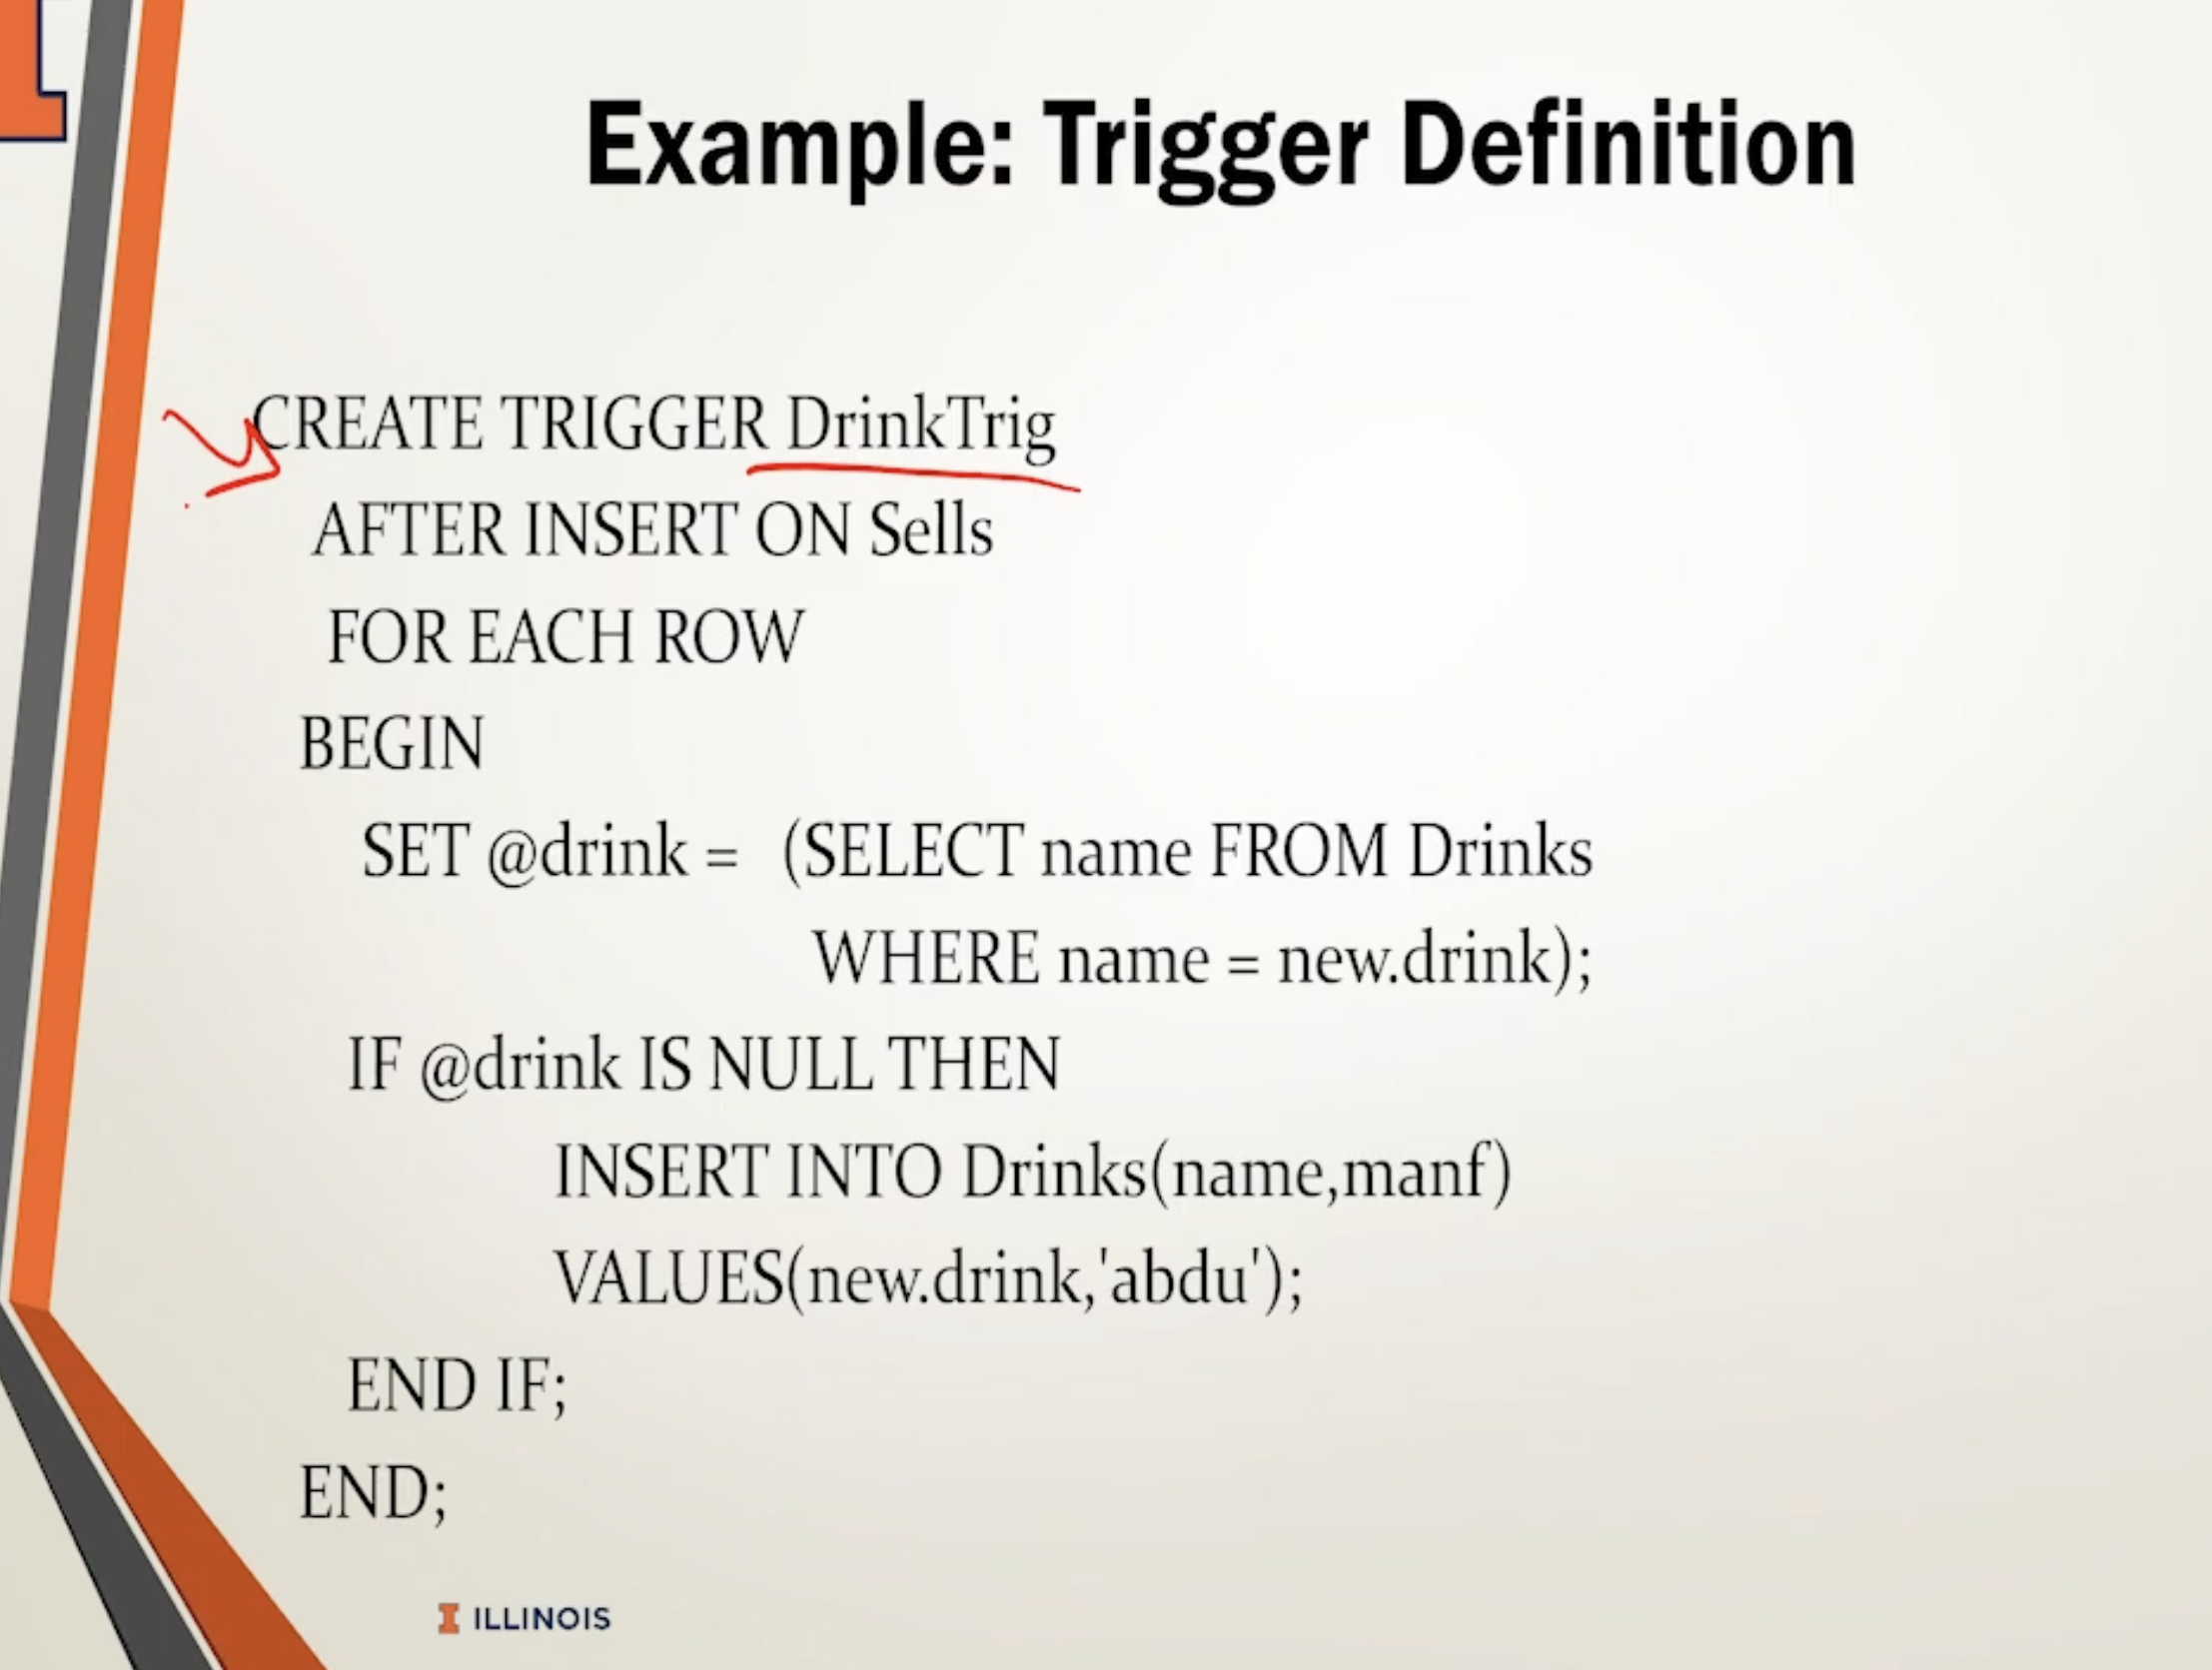 Example: Trigger Definition
CREATE TRIGGER DrinkTrig
AFTER INSERT ON Sells
FOR EACH ROW
BEGIN
SET @drink = (SELECT name FROM Drinks
WHERE name = new.drink);
IF @drink IS NULL THEN
INSERT INTO Drinks(name,manf)
VALUES(new.drink,'abdu');
END IF;
END;
ILLINOIS